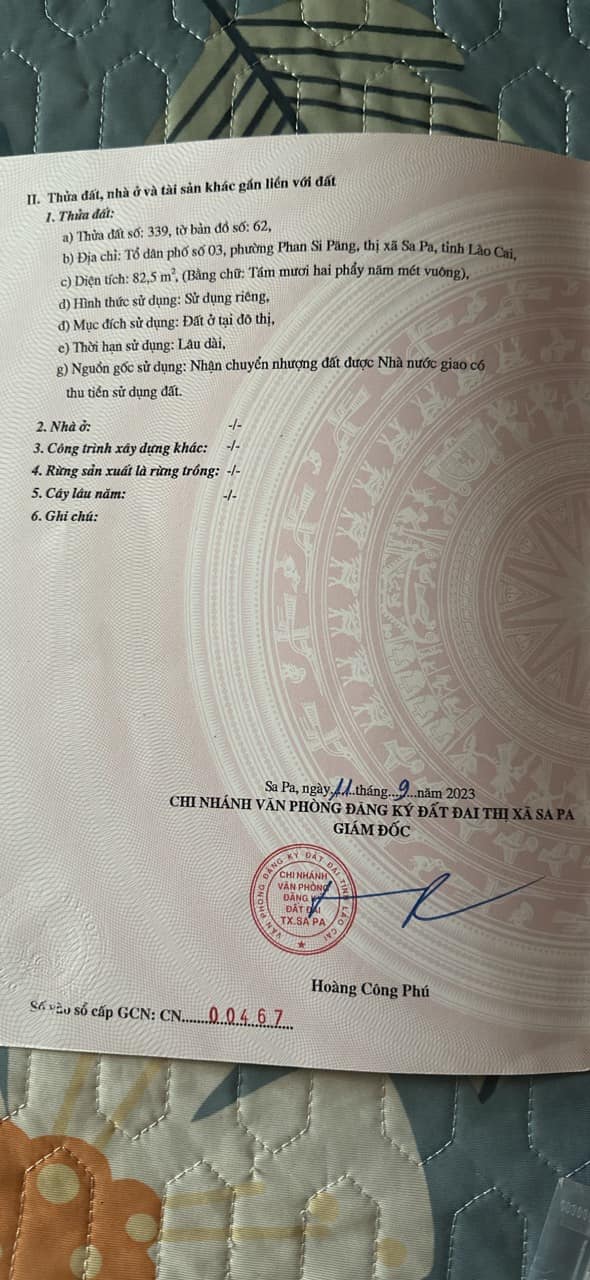 II. Thửa đất, nhà ở và tài sản khác gắn liền với đất
1. Thửa đất:
a) Thửa đất số: 339, tờ bản đồ số: 62,
b) Địa chỉ: Tổ dân phố số 03, phường Phan Si Păng, thị xã Sa Pa, tỉnh Lào Cai,
c) Diện tích: 82,5 m², (Bằng chữ: Tám mươi hai phẩy năm mét vuông),
d) Hình thức sử dụng: Sử dụng riêng,
đ) Mục đích sử dụng: Đất ở tại đô thị,
e) Thời hạn sử dụng: Lâu dài,
g) Nguồn gốc sử dụng: Nhận chuyển nhượng đất được Nhà nước giao có
thu tiền sử dụng đất.
2. Nhà ở: -/-
3. Công trình xây dựng khác: -/-
4. Rừng sản xuất là rừng trồng: -/-
5. Cây lâu năm: -/-
6. Ghi chú:
Sa Pa, ngày 11 tháng 9 năm 2023
CHI NHÁNH VĂN PHÒNG ĐĂNG KÝ ĐẤT ĐAI THỊ XÃ SA PA
GIÁM ĐỐC
VĂN PHÒNG ĐĂNG KÝ ĐẤT ĐAI TỈNH LÀO CAI
CHI NHÁNH
VĂN PHÒNG
ĐĂNG KÝ
ĐẤT ĐAI
TX.SA PA
Hoàng Công Phú
Số vào sổ cấp GCN: CN.......00467